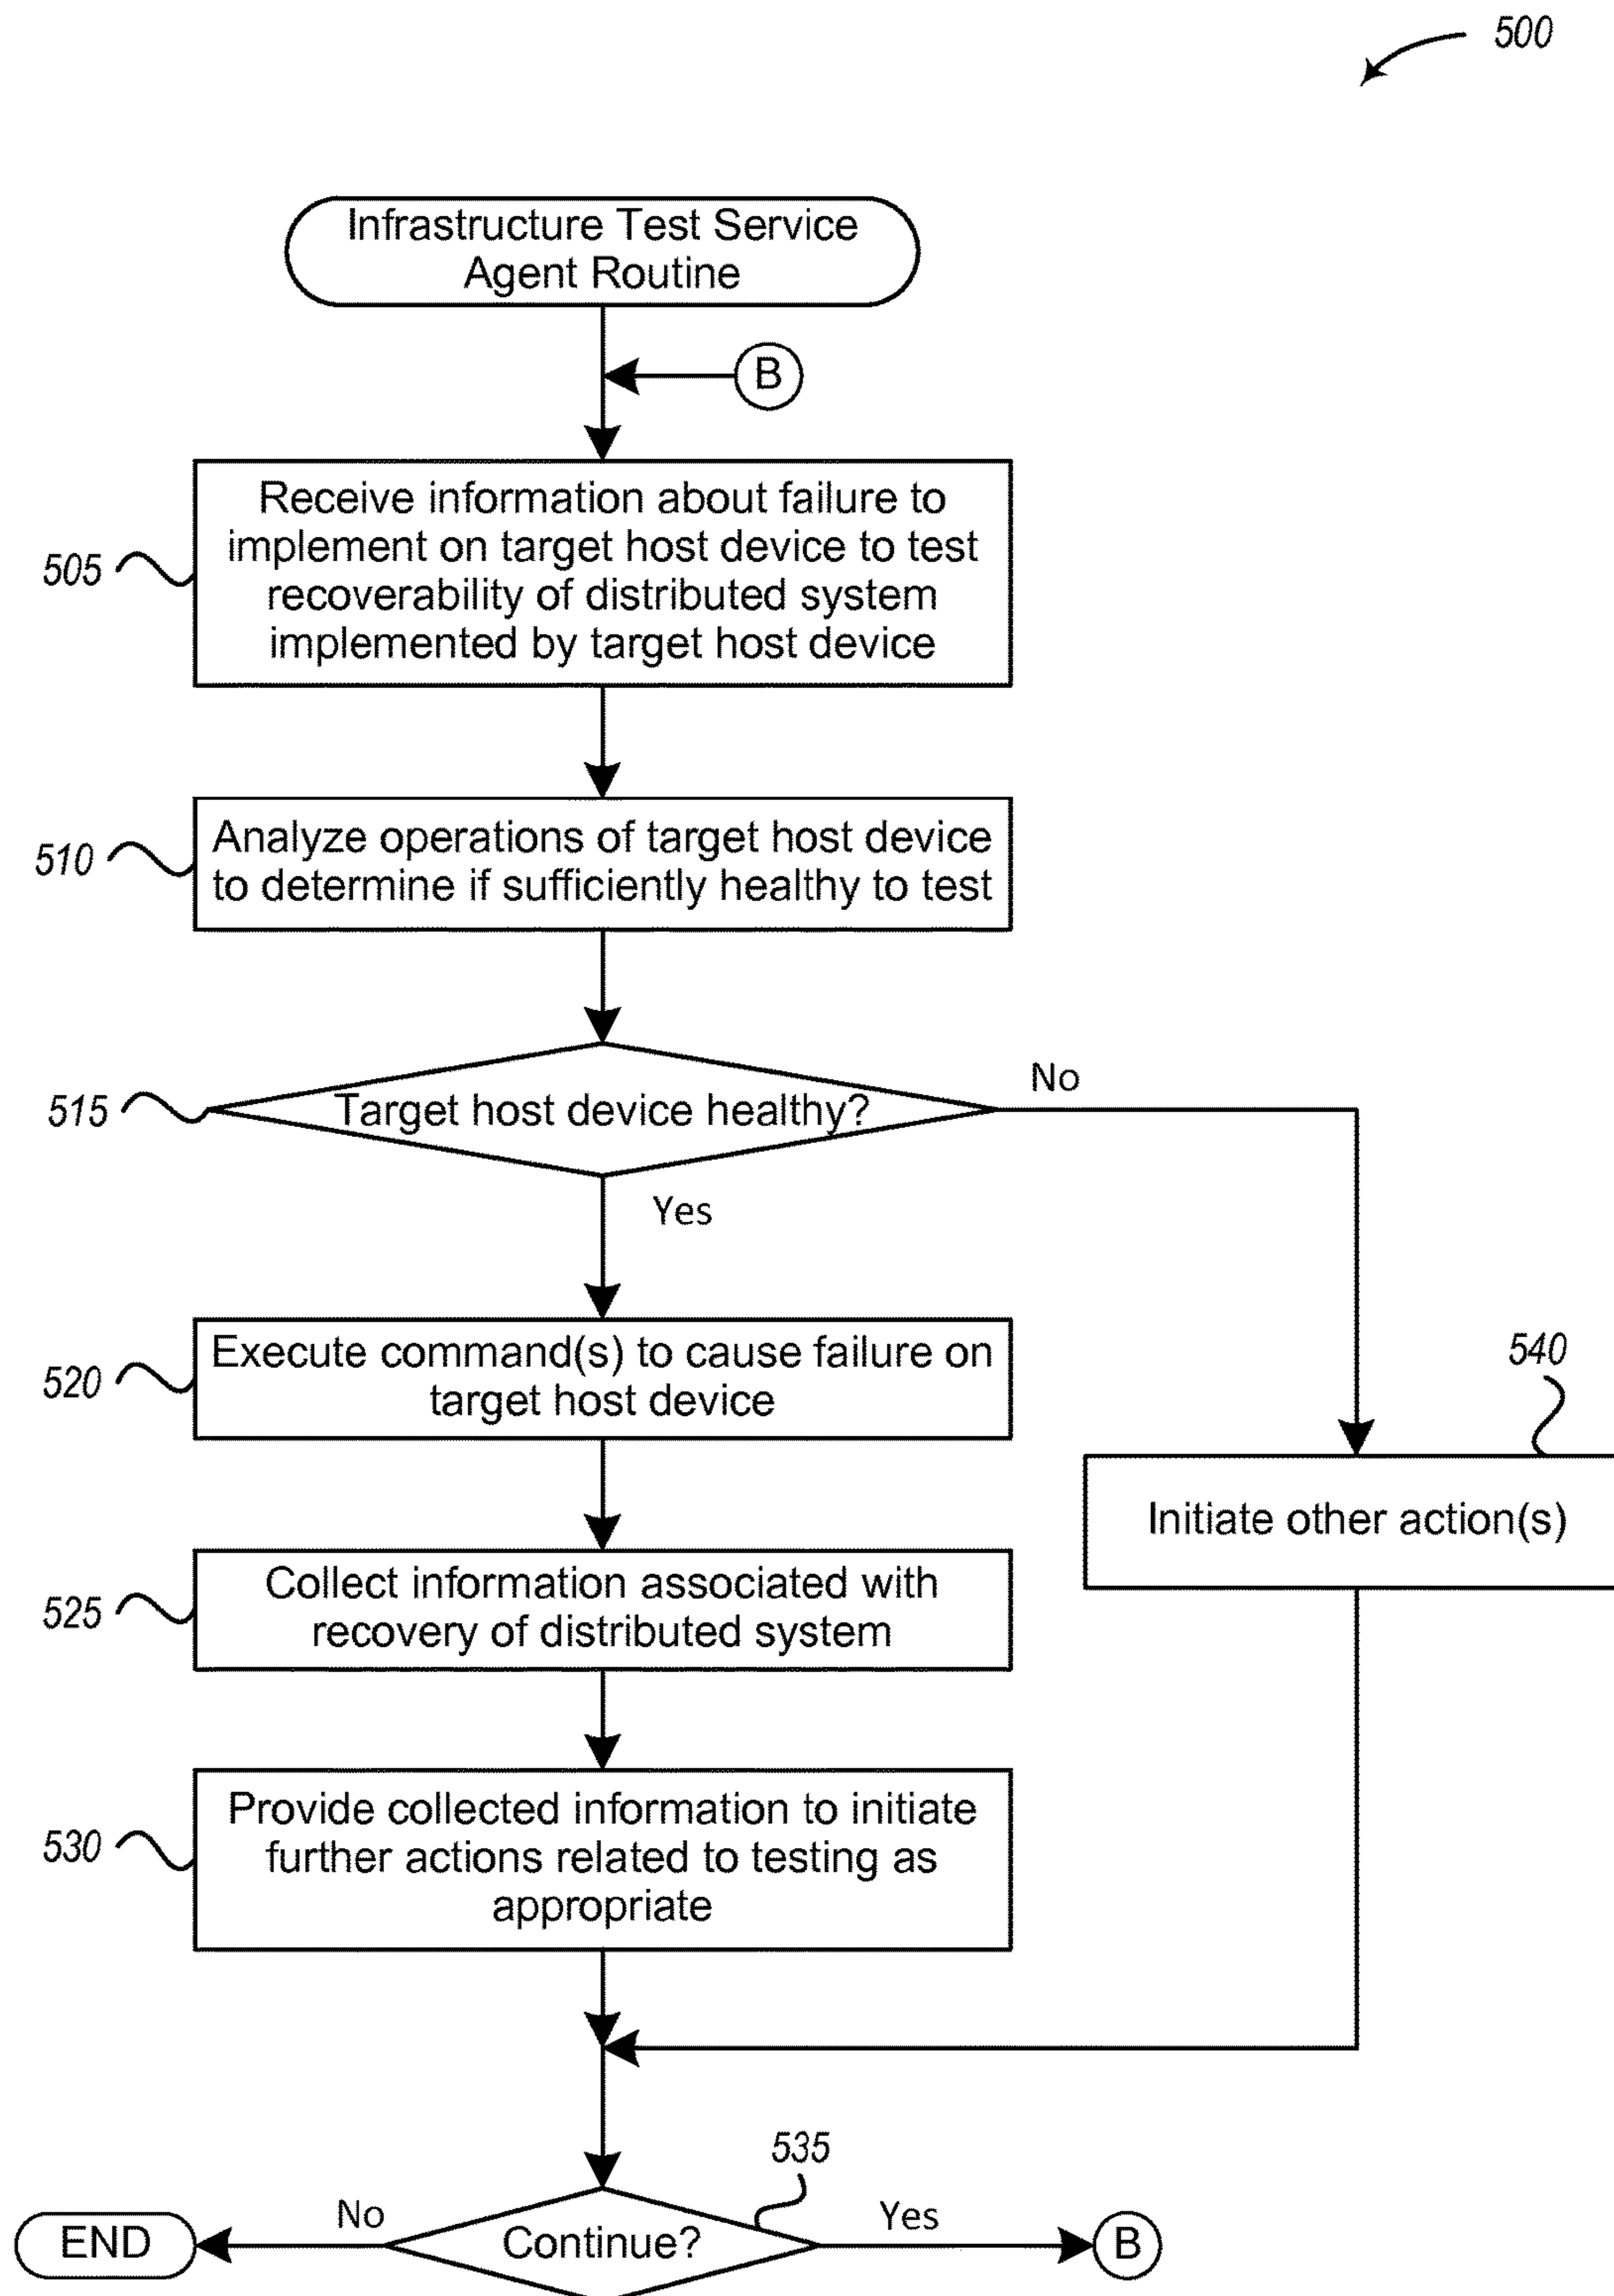 500
Infrastructure Test Service
Agent Routine
B
505
Receive information about failure to
implement on target host device to test
recoverability of distributed system
implemented by target host device
510
Analyze operations of target host device
to determine if sufficiently healthy to test
515
Target host device healthy?
No
Yes
520
Execute command(s) to cause failure on
target host device
540
Initiate other action(s)
525
Collect information associated with
recovery of distributed system
530
Provide collected information to initiate
further actions related to testing as
appropriate
535
END
No
Continue?
Yes
B